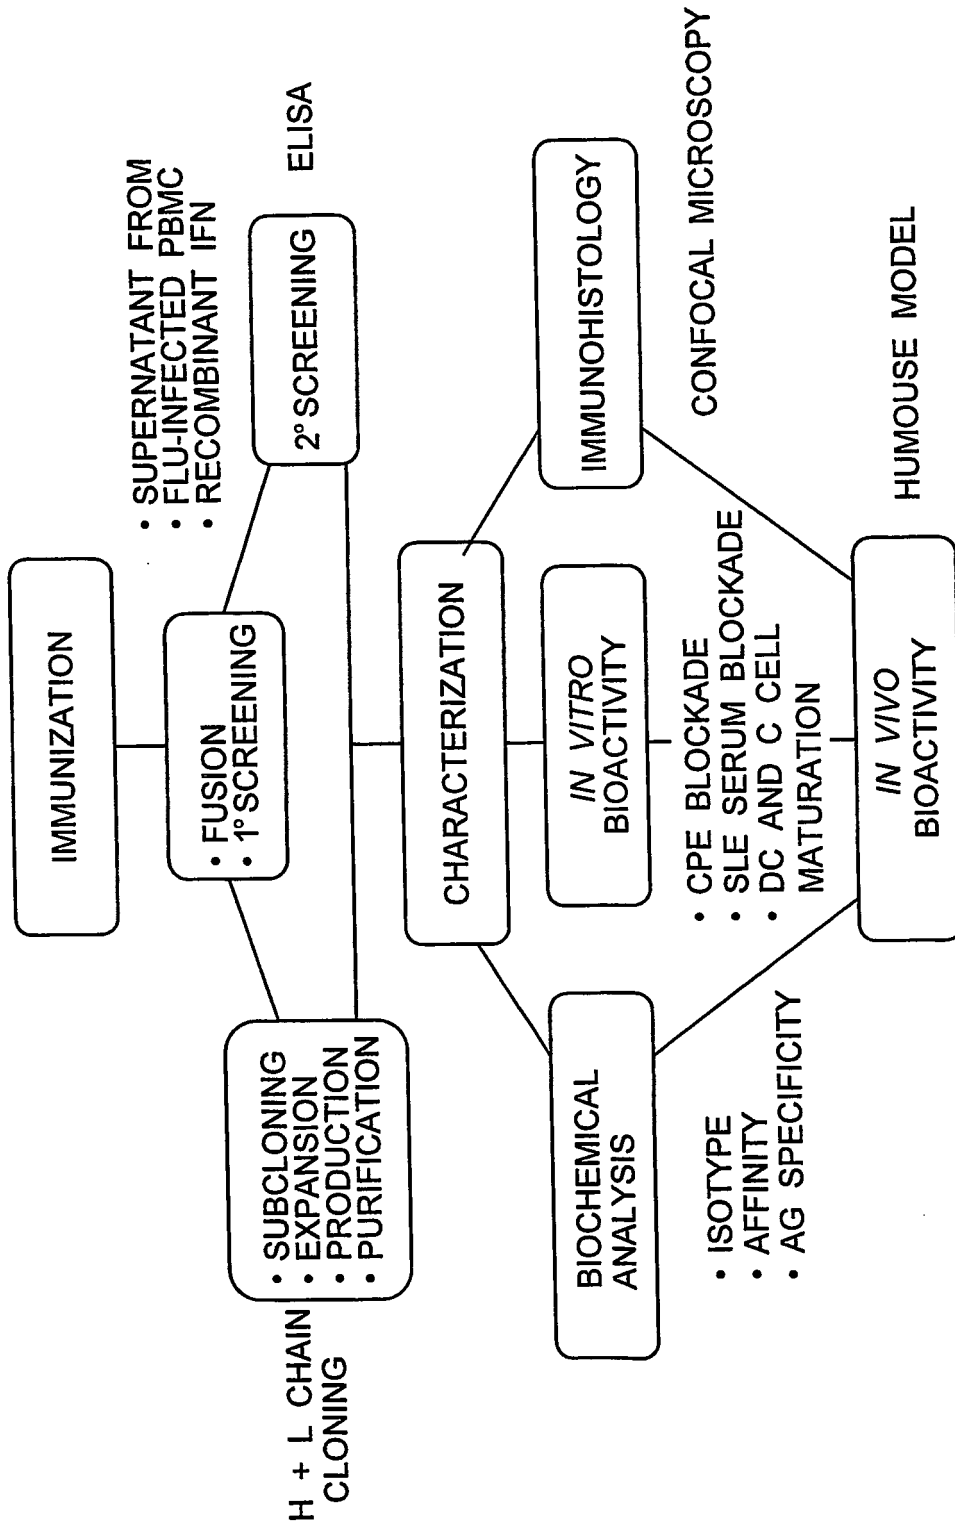 IMMUNIZATION
• SUPERNATANT FROM
• FLU-INFECTED PBMC
• RECOMBINANT IFN
• FUSION
• 1° SCREENING
H + L CHAIN
CLONING
• SUBCLONING
• EXPANSION
• PRODUCTION
• PURIFICATION
2° SCREENING
ELISA
CHARACTERIZATION
BIOCHEMICAL
ANALYSIS
IN VITRO
BIOACTIVITY
IMMUNOHISTOLOGY
• ISOTYPE
• AFFINITY
• AG SPECIFICITY
• CPE BLOCKADE
• SLE SERUM BLOCKADE
• DC AND C CELL
MATURATION
CONFOCAL MICROSCOPY
IN VIVO
BIOACTIVITY
HUMOUSE MODEL